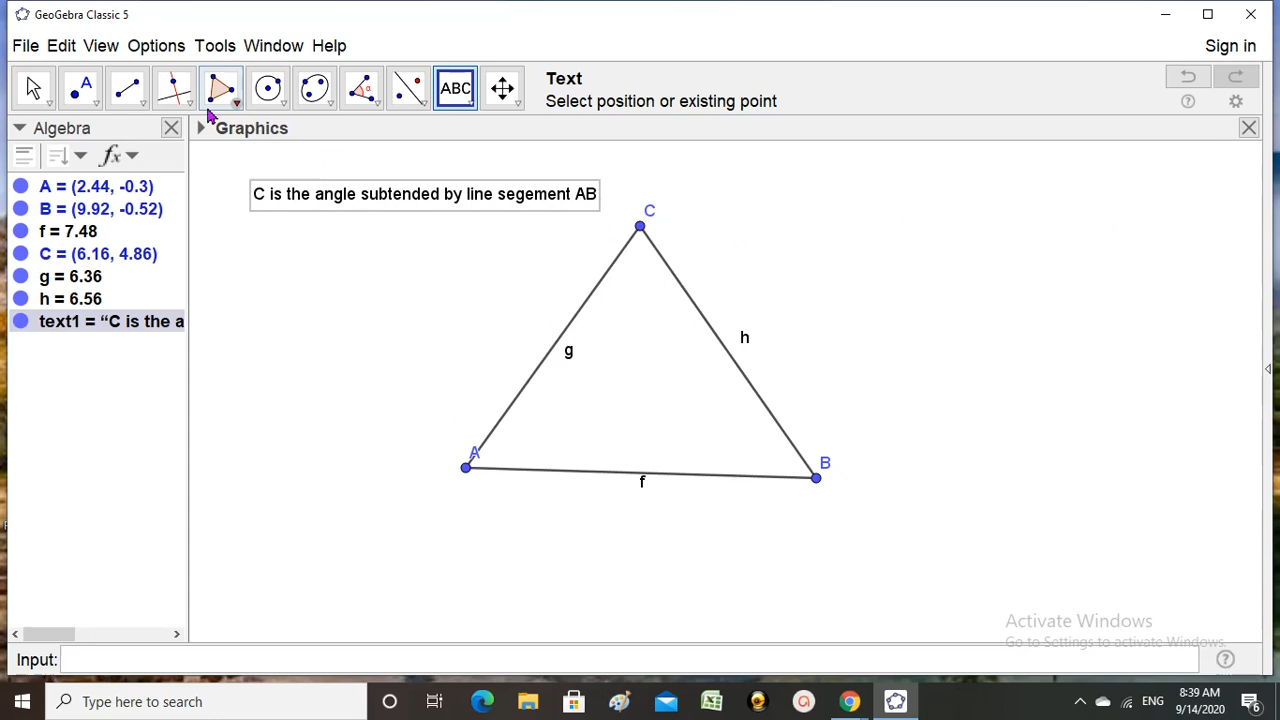 GeoGebra Classic 5
File Edit View Options Tools Window Help
Sign in
A
α
ABC
Text
Select position or existing point
Algebra
Graphics
fx
A = (2.44, -0.3)
B = (9.92, -0.52)
f = 7.48
C = (6.16, 4.86)
g = 6.36
h = 6.56
text1 = “C is the a
C is the angle subtended by line segement AB
C
g
h
A
B
f
Activate Windows
Go to Settings to activate Windows.
Input:
Type here to search
ENG
8:39 AM
9/14/2020
6